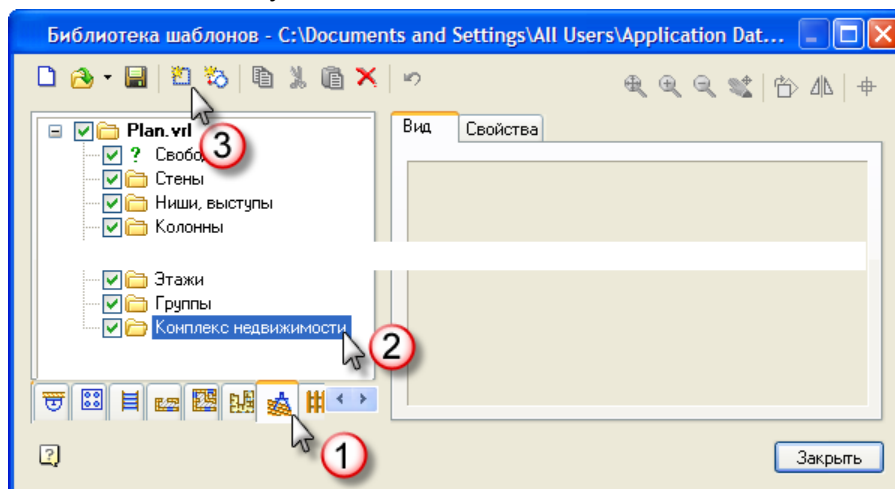 Библиотека шаблонов - C:\Documents and Settings\All Users\Application Dat...
3
Plan.vrl
? Свобод
Стены
Ниши, выступы
Колонны
Этажи
Группы
Комплекс недвижимости
2
1
Вид Свойства
? Закрыть